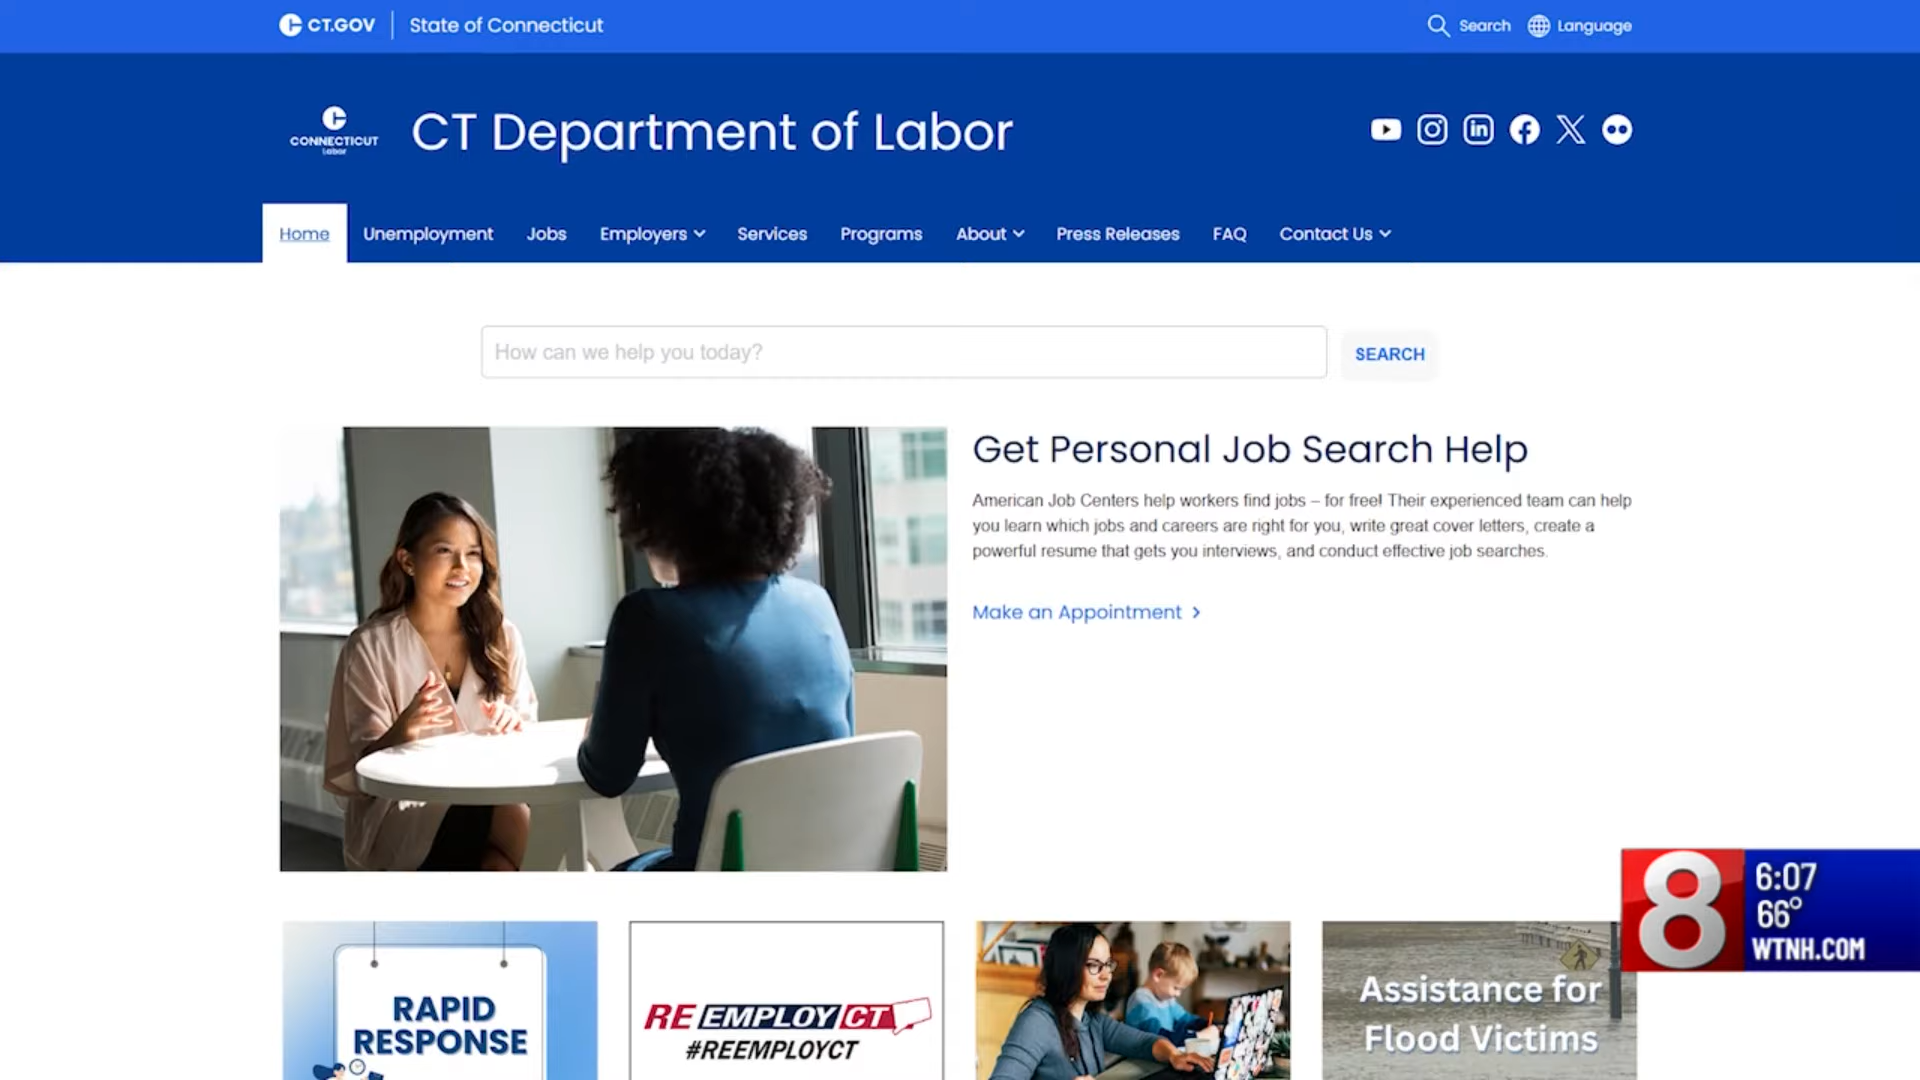 CT.GOV
State of Connecticut
Search
Language
CONNECTICUT
Labor
CT Department of Labor
Home
Unemployment
Jobs
Employers
Services
Programs
About
Press Releases
FAQ
Contact Us
How can we help you today?
SEARCH
Get Personal Job Search Help
American Job Centers help workers find jobs – for free! Their experienced team can help
you learn which jobs and careers are right for you, write great cover letters, create a
powerful resume that gets you interviews, and conduct effective job searches.
Make an Appointment
8
6:07
66°
WTNH.COM
RAPID
RESPONSE
REEMPLOYCT
#REEMPLOYCT
Assistance for
Flood Victims